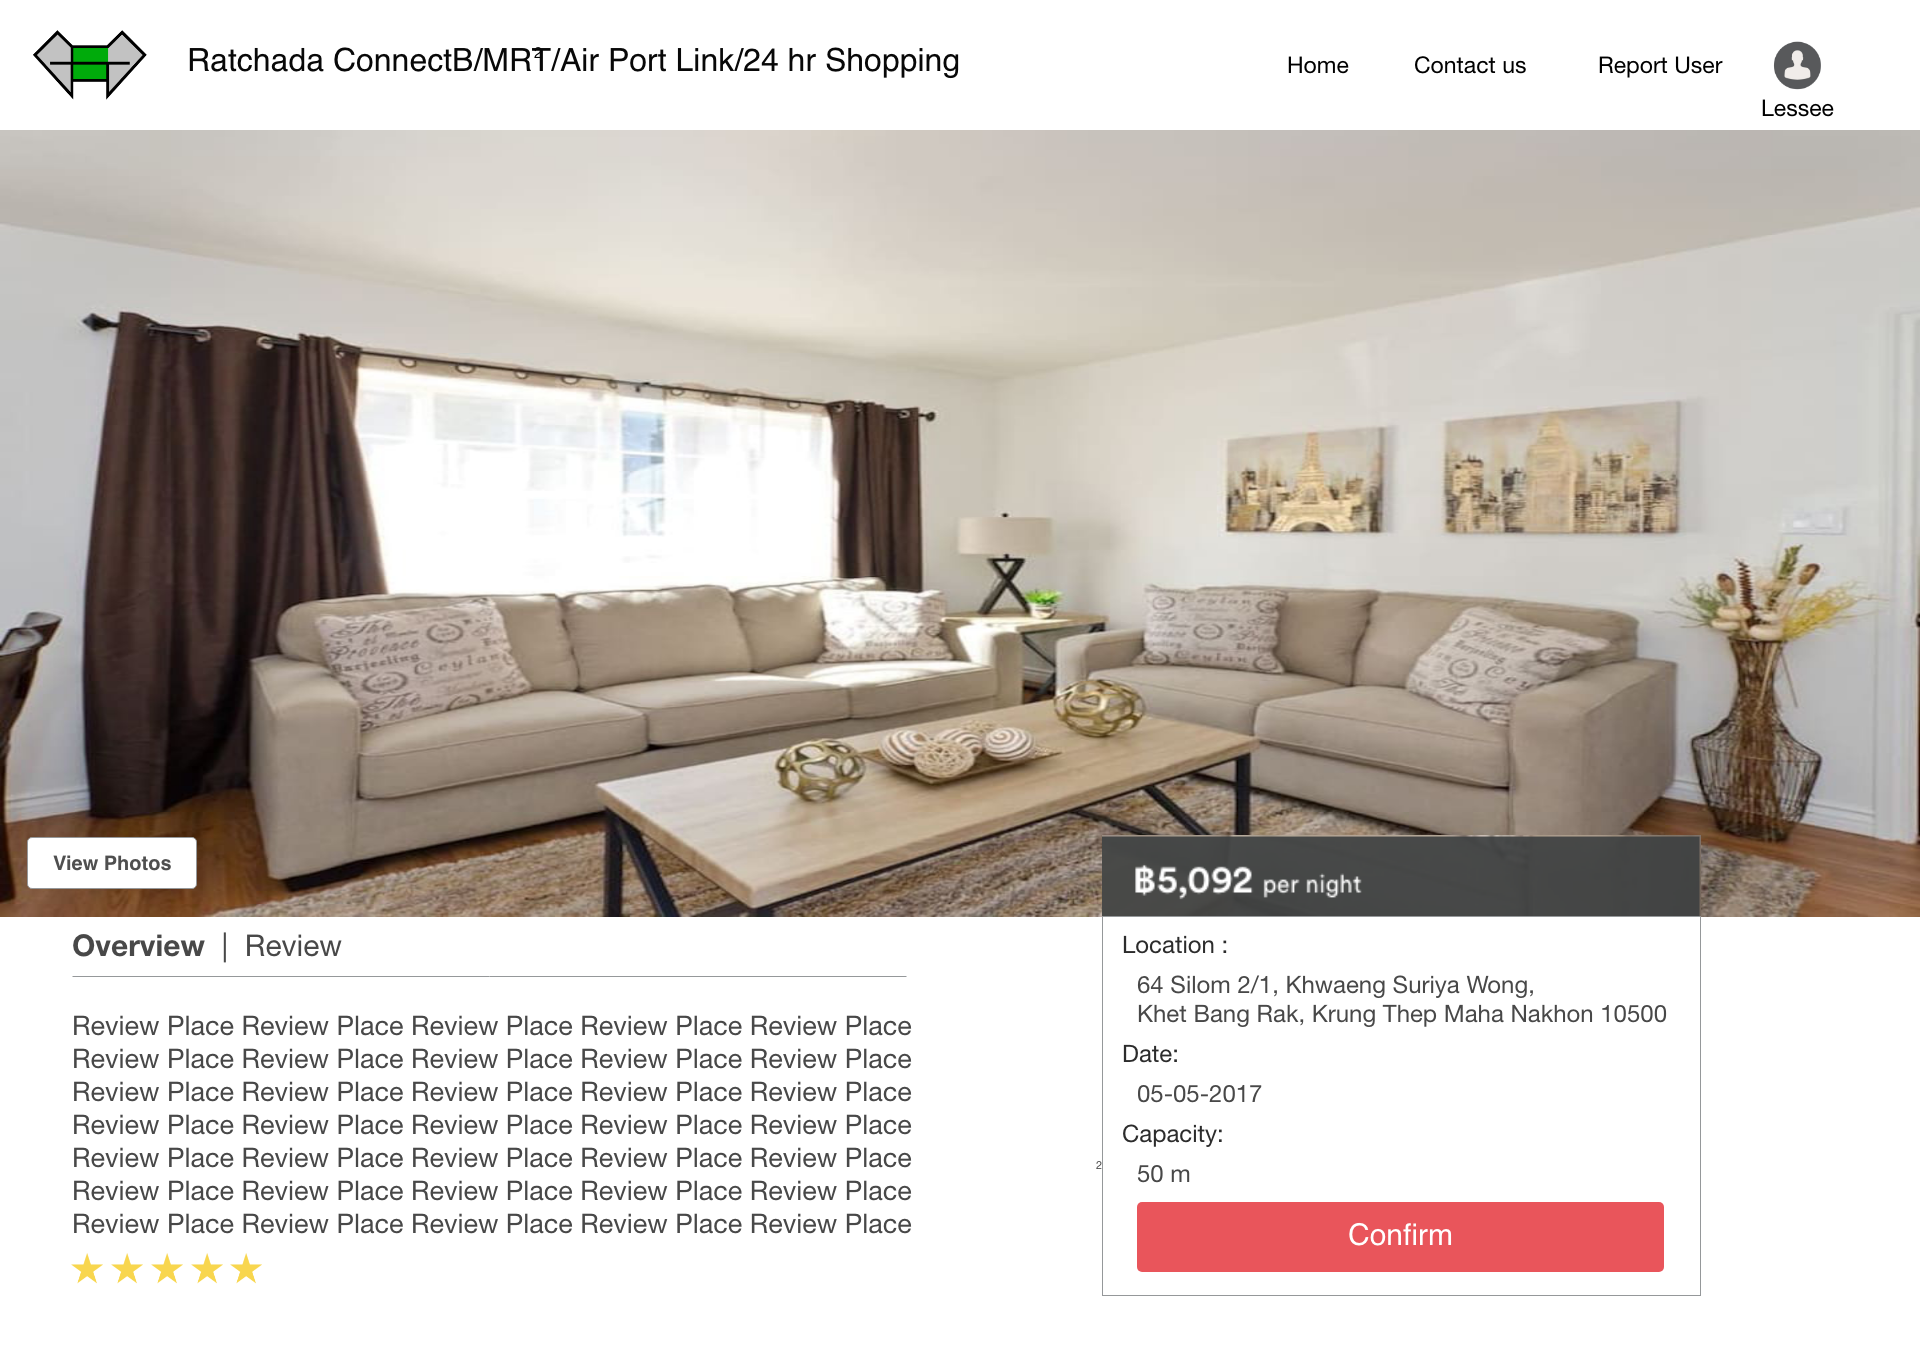 Ratchada ConnectB/MRT/Air Port Link/24 hr Shopping
2
Home
Contact us
Report User
Lessee
View Photos
฿5,092 per night
Overview | Review
Review Place Review Place Review Place Review Place Review Place
Review Place Review Place Review Place Review Place Review Place
Review Place Review Place Review Place Review Place Review Place
Review Place Review Place Review Place Review Place Review Place
Review Place Review Place Review Place Review Place Review Place
Review Place Review Place Review Place Review Place Review Place
Review Place Review Place Review Place Review Place Review Place
Location :
64 Silom 2/1, Khwaeng Suriya Wong,
Khet Bang Rak, Krung Thep Maha Nakhon 10500
Date:
05-05-2017
Capacity:
2
50 m
Confirm